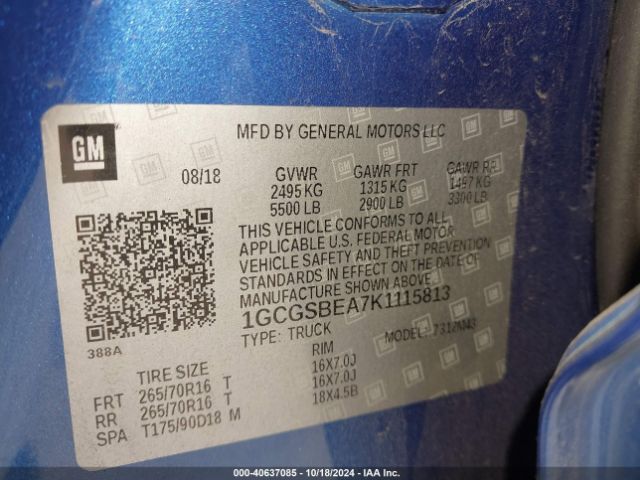 GM
MFD BY GENERAL MOTORS LLC
08/18
GVWR GAWR FRT GAWR RR
2495 KG 1315 KG 1497 KG
5500 LB 2900 LB 3300 LB
THIS VEHICLE CONFORMS TO ALL
APPLICABLE U.S. FEDERAL MOTOR
VEHICLE SAFETY AND THEFT PREVENTION
STANDARDS IN EFFECT ON THE DATE OF
MANUFACTURE SHOWN ABOVE.
1GCGSBEA7K1115813
TYPE: TRUCK MODEL:
388A
TIRE SIZE RIM
FRT 265/70R16 T 16X7.0J
RR 265/70R16 T 16X7.0J
SPA T175/90D18 M 18X4.5B
000-40637085 - 10/18/2024 - IAA Inc.